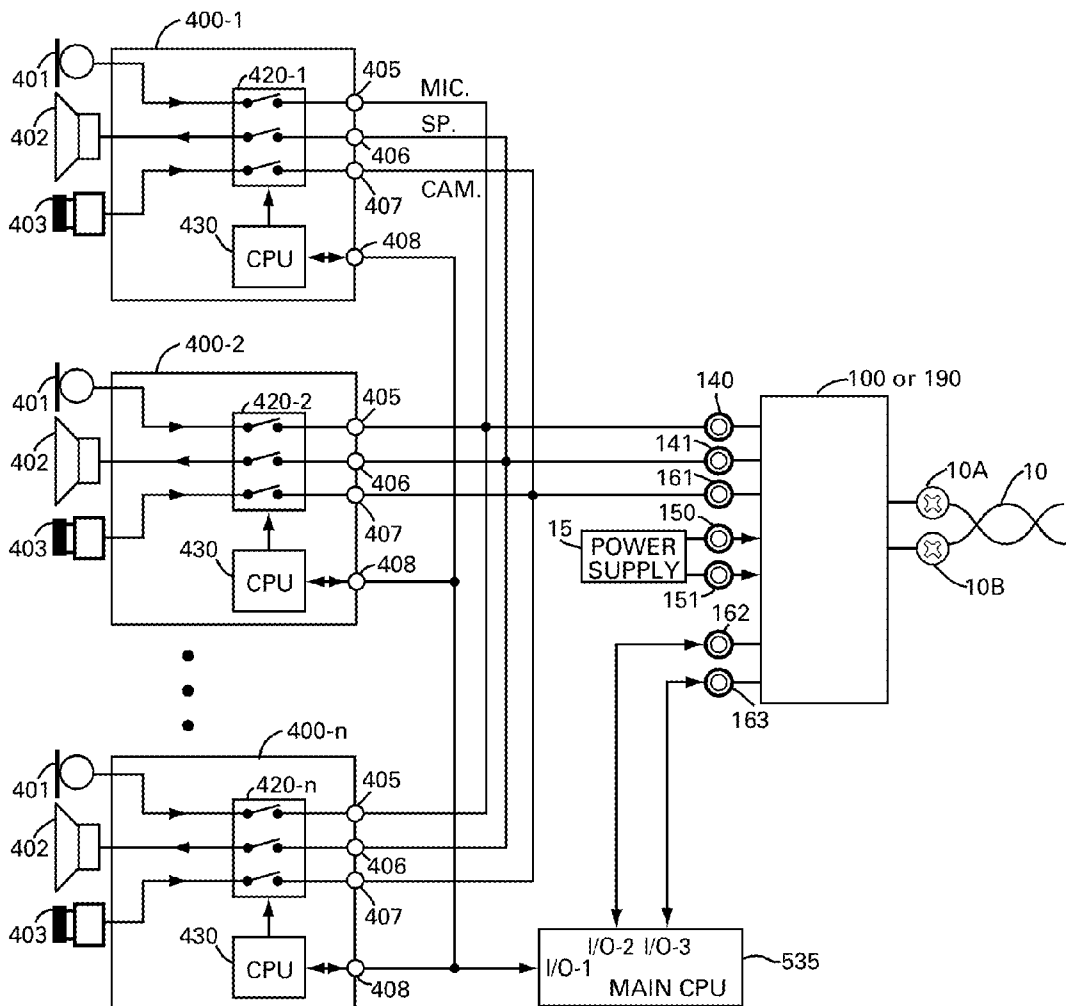 400-1
401
420-1
405
MIC.
402
SP.
406
403
CAM.
407
430
CPU
408
400-2
401
420-2
405
402
406
403
407
430
CPU
408
140
100 or 190
141
10A
10
161
150
15
POWER
SUPPLY
151
10B
162
163
400-n
401
420-n
405
402
406
403
407
430
CPU
408
I/O-2 I/O-3
I/O-1
MAIN CPU
535